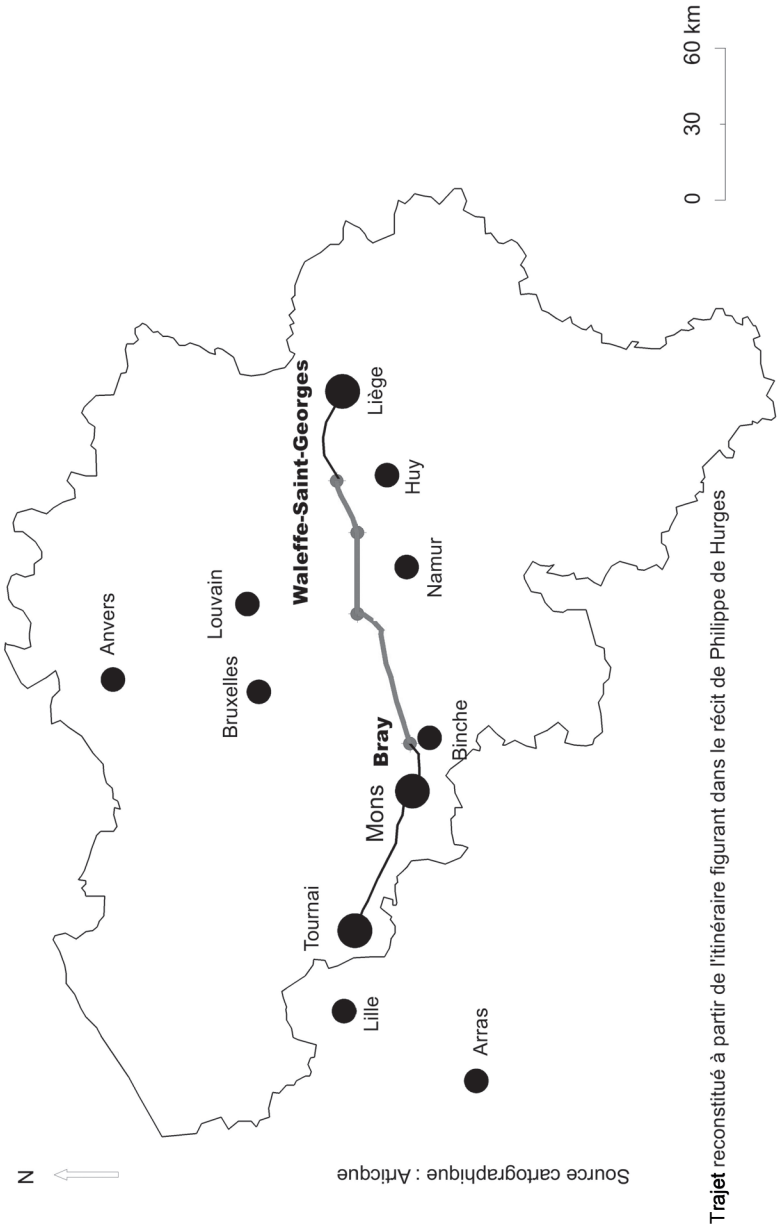 N
Anvers
Louvain
Bruxelles
Waleffe-Saint-Georges
Liège
Huy
Namur
Bray
Binche
Mons
Tournai
Lille
Arras
0 30 60 km
Source cartographique : Articque
Trajet reconstitué à partir de l'itinéraire figurant dans le récit de Philippe de Hurges